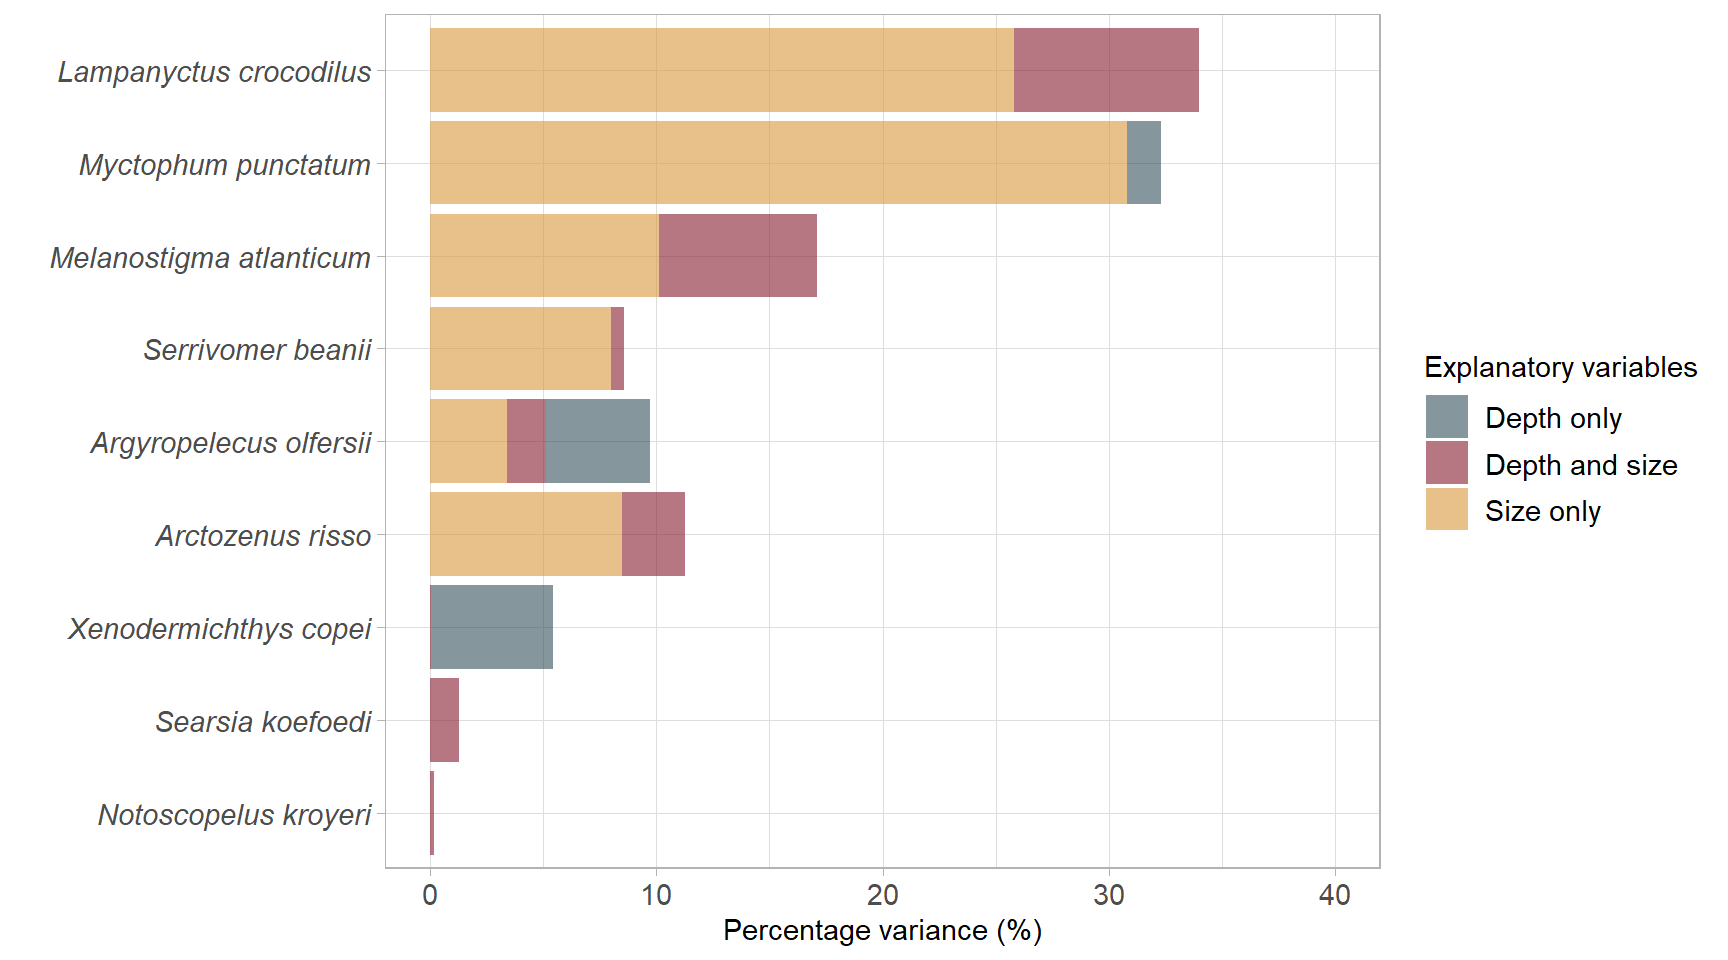 Lampanyctus crocodilus
Myctophum punctatum
Melanostigma atlanticum
Serrivomer beanii
Argyropelecus olfersii
Arctozenus risso
Xenodermichthys copei
Searsia koefoedi
Notoscopelus kroyeri
0 10 20 30 40
Percentage variance (%)
Explanatory variables
Depth only
Depth and size
Size only